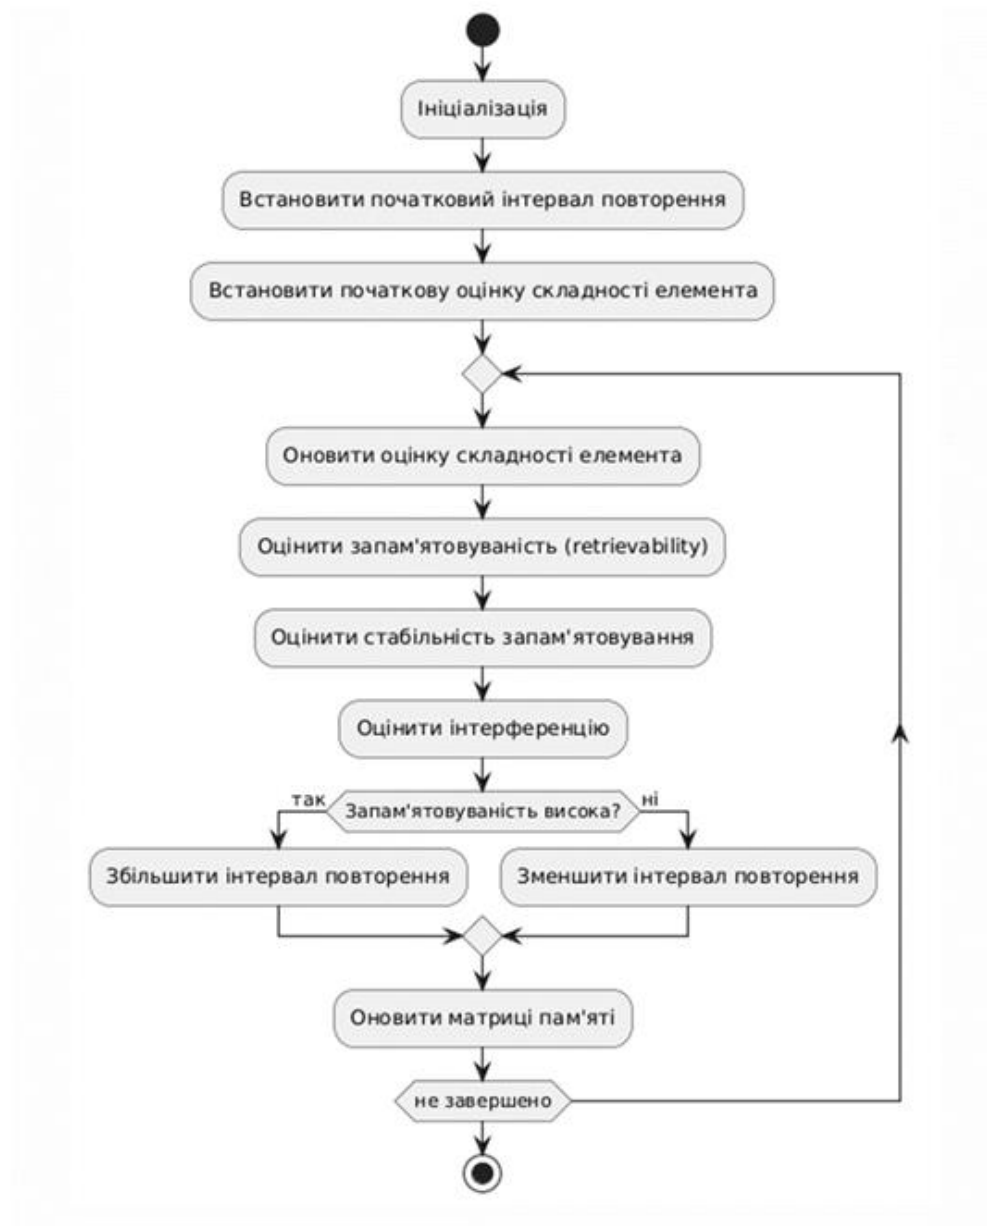 Ініціалізація
Встановити початковий інтервал повторення
Встановити початкову оцінку складності елемента
Оновити оцінку складності елемента
Оцінити запам'ятовуваність (retrievability)
Оцінити стабільність запам'ятовування
Оцінити інтерференцію
так
Запам'ятовуваність висока?
ні
Збільшити інтервал повторення
Зменшити інтервал повторення
Оновити матриці пам'яті
не завершено